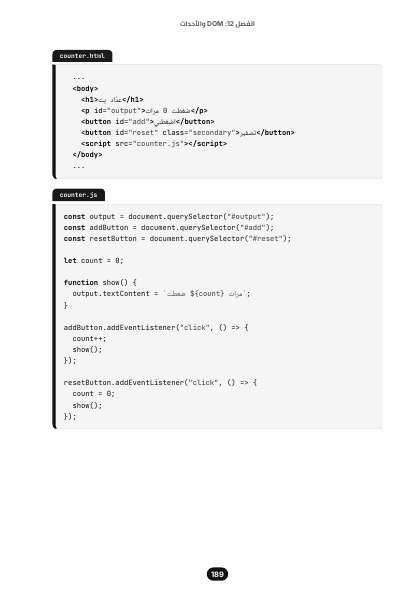 الفصل 12: DOM والأحداث
counter.html
...
<body>
<h1>عدّاد بت</h1>
<p id="output">ضغطت 0 مرات</p>
<button id="add">اضغطني</button>
<button id="reset" class="secondary">تصفير</button>
<script src="counter.js"></script>
</body>
...
counter.js
const output = document.querySelector("#output");
const addButton = document.querySelector("#add");
const resetButton = document.querySelector("#reset");
let count = 0;
function show() {
output.textContent = `ضغطت ${count} مرات`;
}
addButton.addEventListener("click", () => {
count++;
show();
});
resetButton.addEventListener("click", () => {
count = 0;
show();
});
189